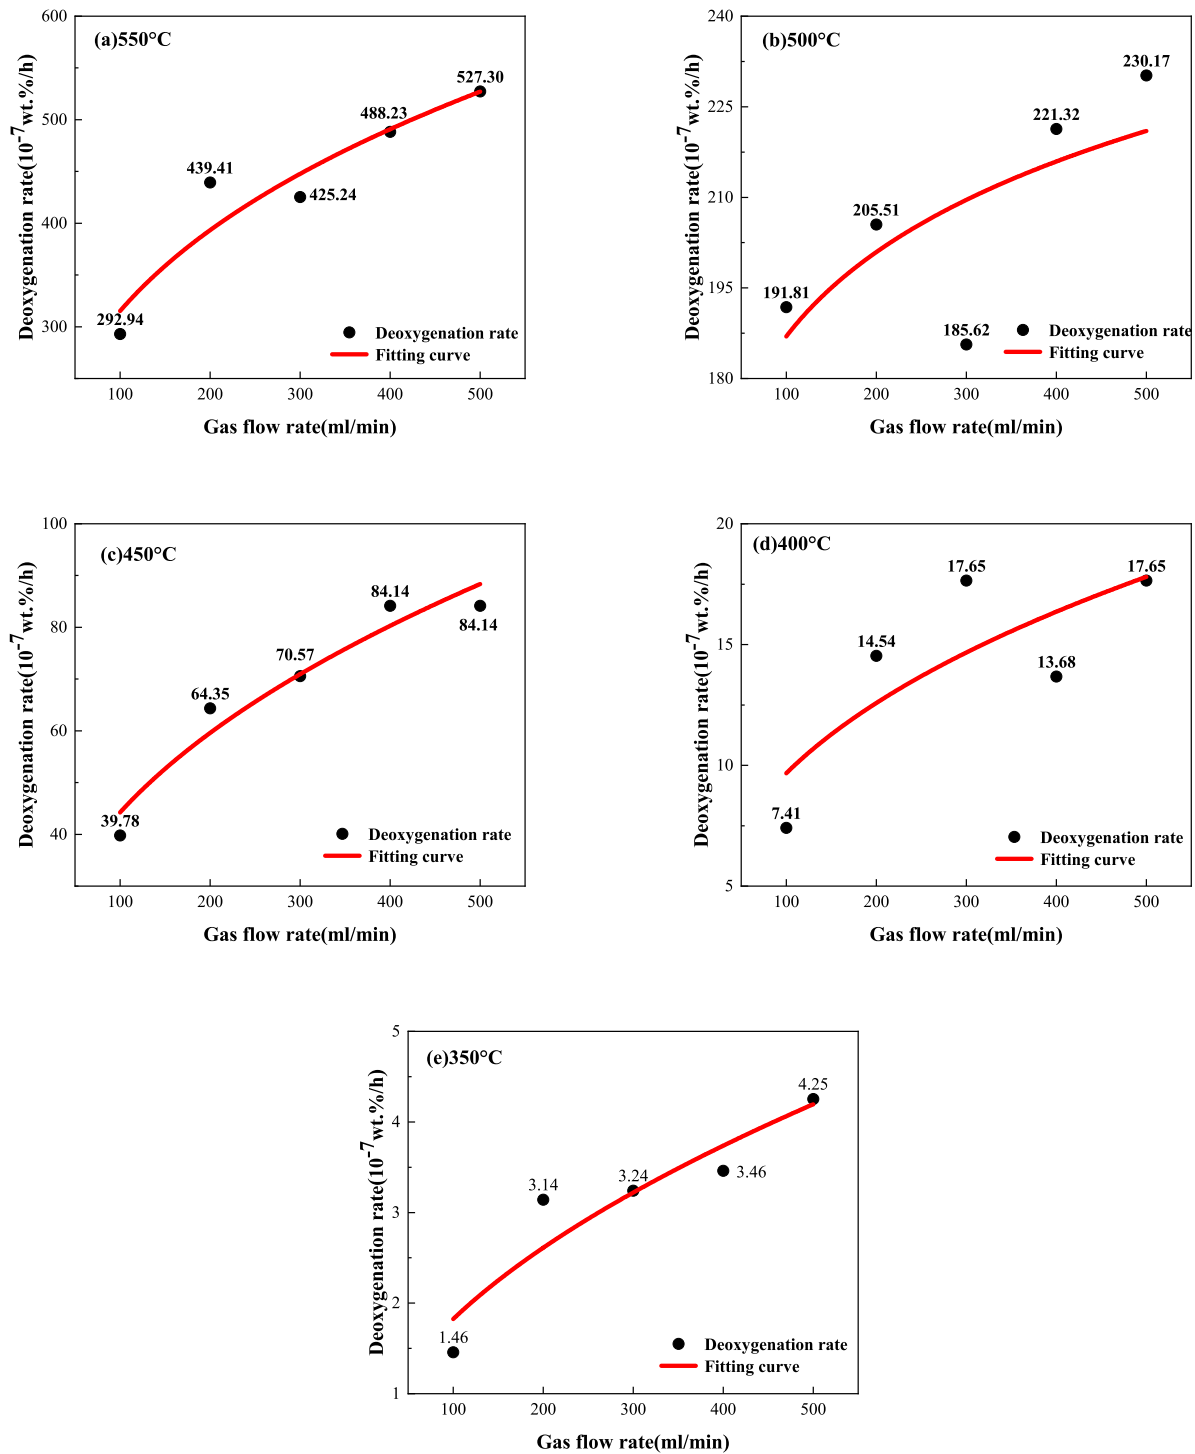 (a)550°C
600
500
400
300
Deoxygenation rate(10⁻⁷wt.%/h)
292.94
439.41
425.24
488.23
527.30
Deoxygenation rate
Fitting curve
100 200 300 400 500
Gas flow rate(ml/min)
(b)500°C
240
225
210
195
180
Deoxygenation rate(10⁻⁷wt.%/h)
191.81
205.51
185.62
221.32
230.17
Deoxygenation rate
Fitting curve
100 200 300 400 500
Gas flow rate(ml/min)
(c)450°C
100
80
60
40
Deoxygenation rate(10⁻⁷wt.%/h)
39.78
64.35
70.57
84.14
84.14
Deoxygenation rate
Fitting curve
100 200 300 400 500
Gas flow rate(ml/min)
(d)400°C
20
15
10
5
Deoxygenation rate(10⁻⁷wt.%/h)
7.41
14.54
17.65
13.68
17.65
Deoxygenation rate
Fitting curve
100 200 300 400 500
Gas flow rate(ml/min)
(e)350°C
5
4
3
2
1
Deoxygenation rate(10⁻⁷wt.%/h)
1.46
3.14
3.24
3.46
4.25
Deoxygenation rate
Fitting curve
100 200 300 400 500
Gas flow rate(ml/min)